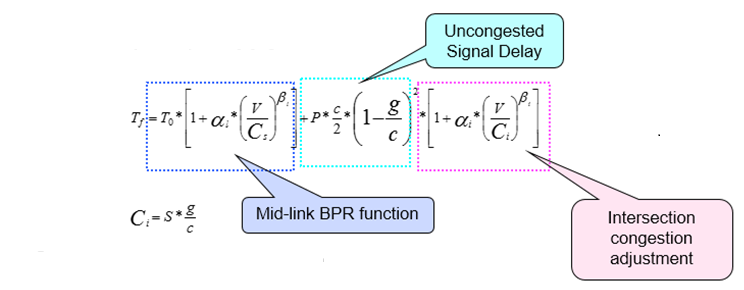 Uncongested
Signal Delay
T_f = T_0 * [1 + α_i * (V / C_s)^β_i] + P * c/2 * (1 - g/c)^2 * [1 + α_i * (V / C_i)^β_i]
C_i = S * g/c
Mid-link BPR function
Intersection
congestion
adjustment